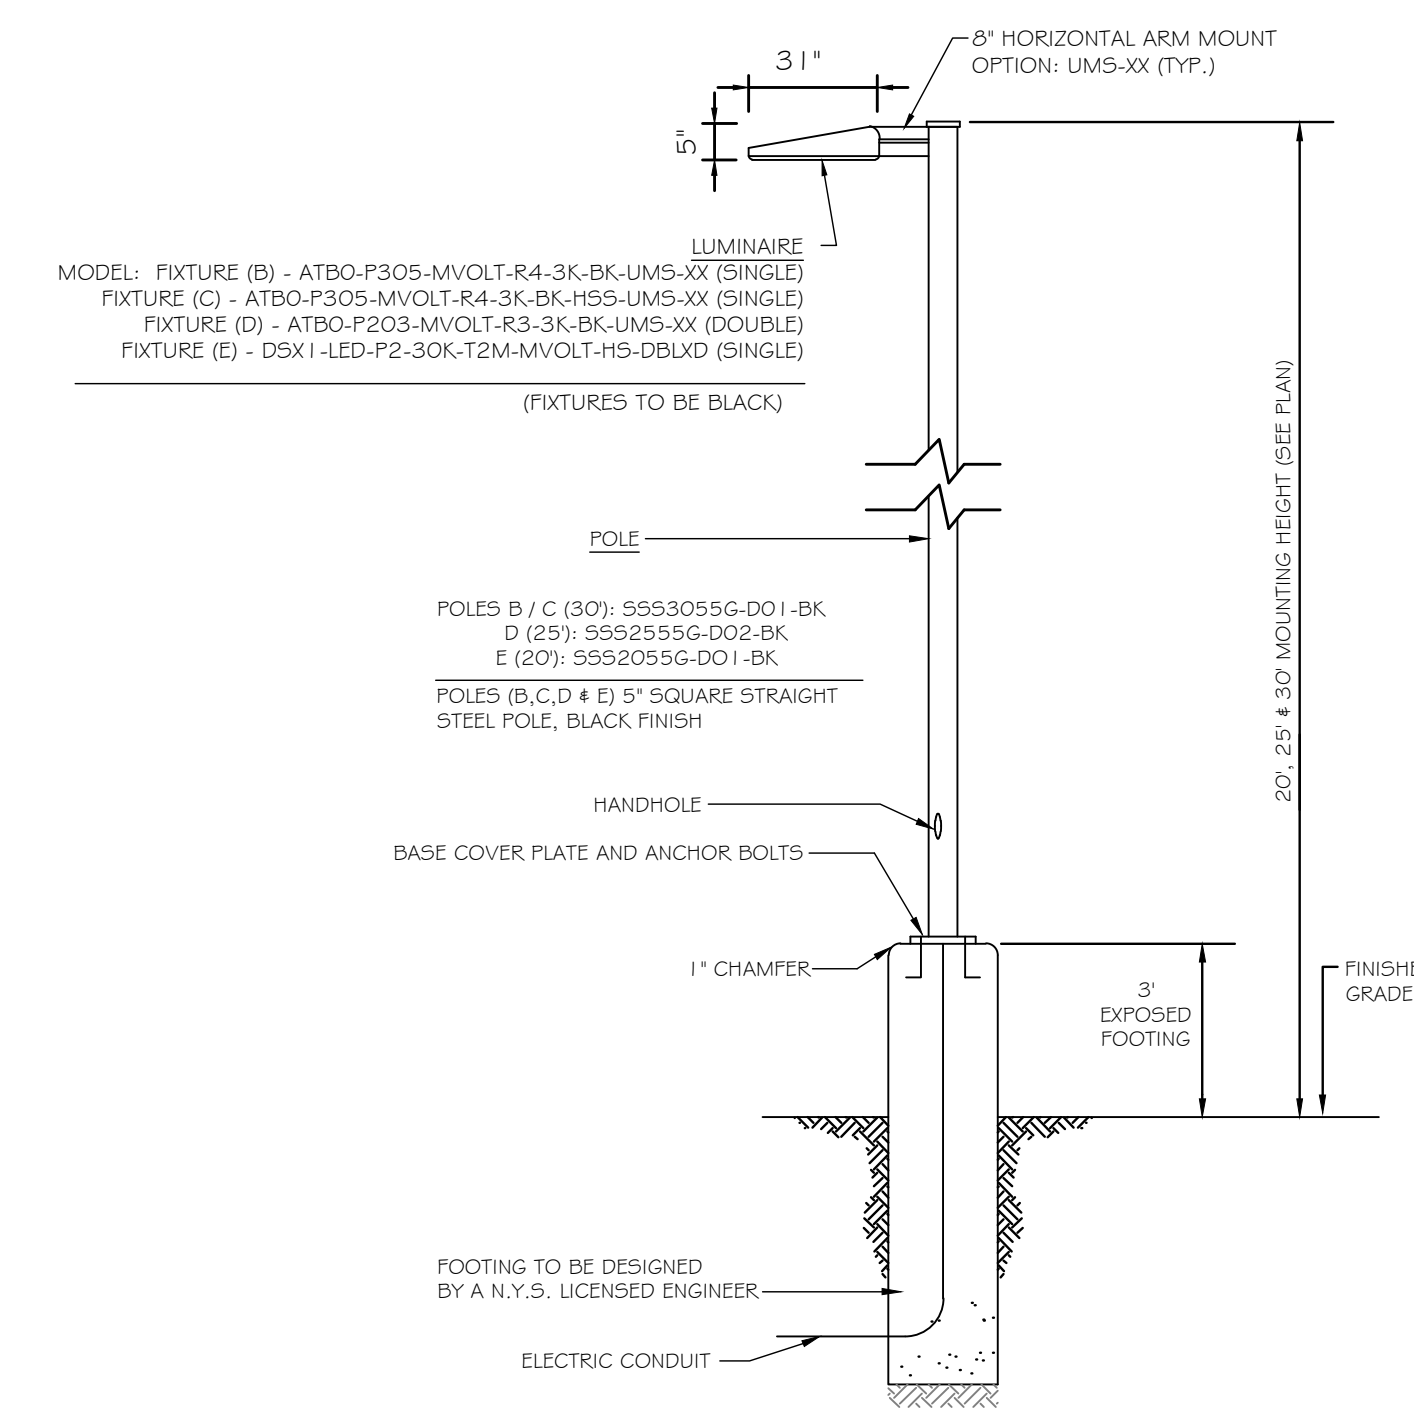 8" HORIZONTAL ARM MOUNT
OPTION: UMS-XX (TYP.)
31"
5"
LUMINAIRE
MODEL: FIXTURE (B) - ATB0-P305-MVOLT-R4-3K-BK-UMS-XX (SINGLE)
FIXTURE (C) - ATB0-P305-MVOLT-R4-3K-BK-HSS-UMS-XX (SINGLE)
FIXTURE (D) - ATB0-P203-MVOLT-R3-3K-BK-UMS-XX (DOUBLE)
FIXTURE (E) - DSX1-LED-P2-30K-T2M-MVOLT-HS-DBLXD (SINGLE)
(FIXTURES TO BE BLACK)
20', 25' & 30' MOUNTING HEIGHT (SEE PLAN)
POLE
POLES B / C (30'): SSS3055G-D01-BK
D (25'): SSS2555G-D02-BK
E (20'): SSS2055G-D01-BK
POLES (B,C,D & E) 5" SQUARE STRAIGHT
STEEL POLE, BLACK FINISH
HANDHOLE
BASE COVER PLATE AND ANCHOR BOLTS
1" CHAMFER
3'
EXPOSED
FOOTING
FINISHE
GRADE
FOOTING TO BE DESIGNED
BY A N.Y.S. LICENSED ENGINEER
ELECTRIC CONDUIT